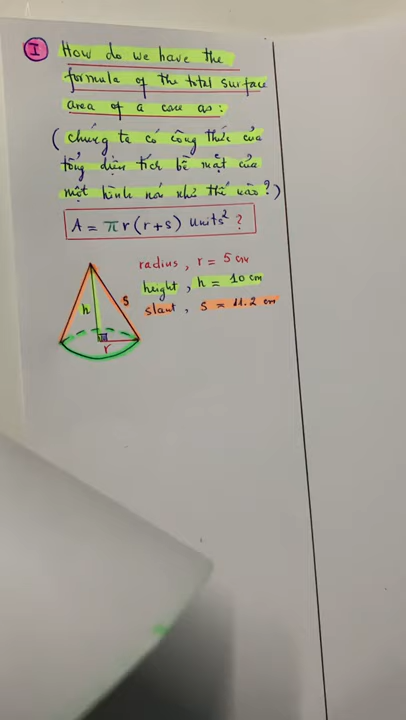 I How do we have the
formula of the total surface
area of a cone as:
(chúng ta có công thức của
tổng diện tích bề mặt của
một hình nón như thế nào?)
A = πr(r+s) units² ?
radius, r = 5 cm
height, h = 10 cm
slant, s ≈ 11.2 cm
h
s
r